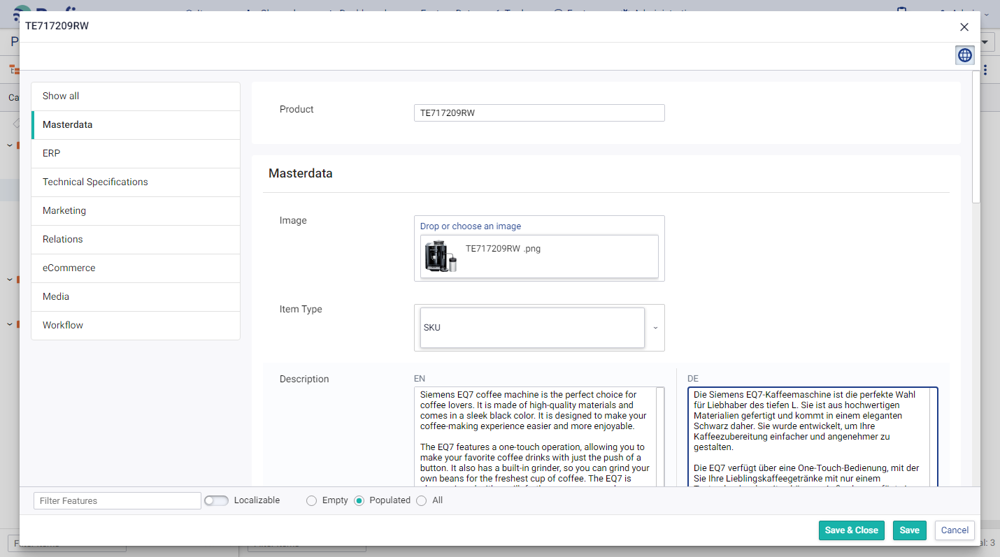 TE717209RW
Show all
Masterdata
ERP
Technical Specifications
Marketing
Relations
eCommerce
Media
Workflow
Product
TE717209RW
Masterdata
Image
Drop or choose an image
TE717209RW .png
Item Type
SKU
Description
EN
Siemens EQ7 coffee machine is the perfect choice for
coffee lovers. It is made of high-quality materials and
comes in a sleek black color. It is designed to make your
coffee-making experience easier and more enjoyable.
The EQ7 features a one-touch operation, allowing you to
make your favorite coffee drinks with just the push of a
button. It also has a built-in grinder, so you can grind your
own beans for the freshest cup of coffee. The EQ7 is
DE
Die Siemens EQ7-Kaffeemaschine ist die perfekte Wahl
für Liebhaber des tiefen L. Sie ist aus hochwertigen
Materialien gefertigt und kommt in einem eleganten
Schwarz daher. Sie wurde entwickelt, um Ihre
Kaffeezubereitung einfacher und angenehmer zu
gestalten.
Die EQ7 verfügt über eine One-Touch-Bedienung, mit der
Sie Ihre Lieblingskaffeegetränke mit nur einem
Filter Features
Localizable
Empty
Populated
All
Save & Close
Save
Cancel